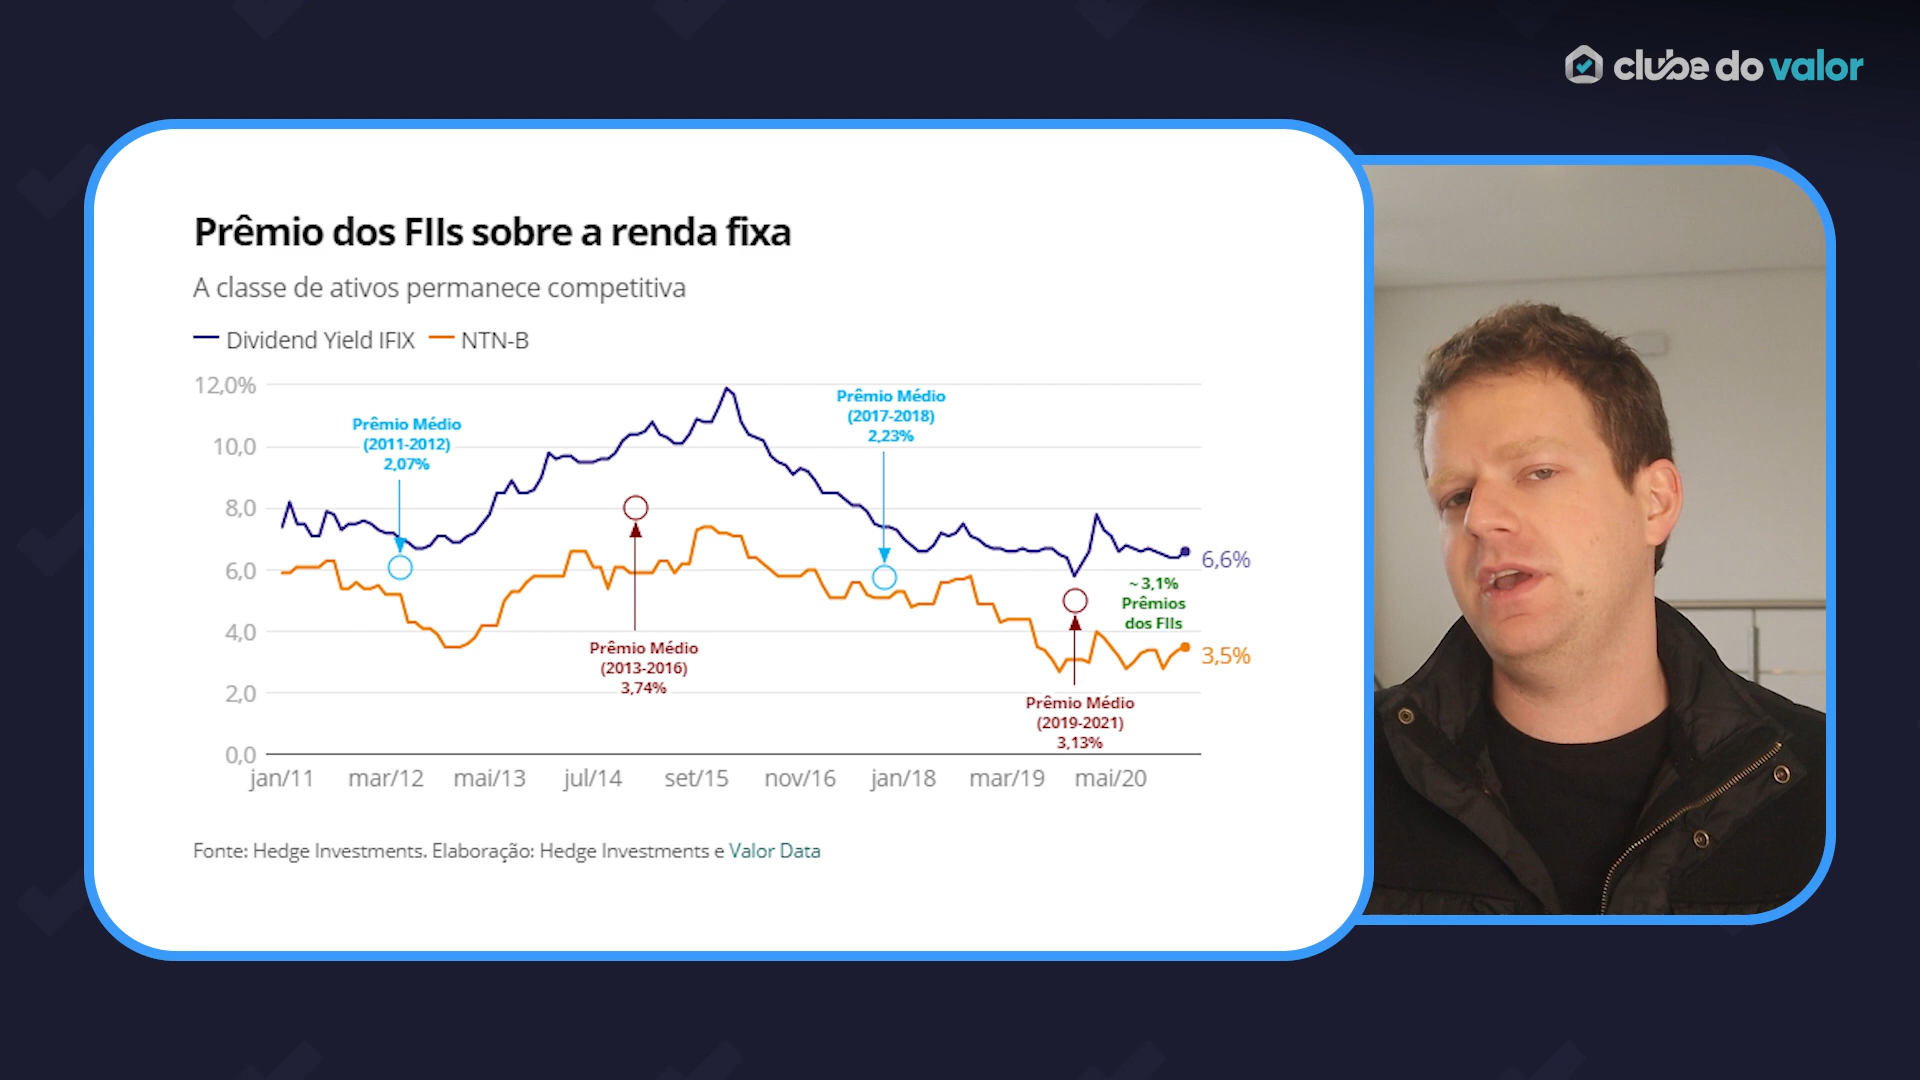 clube do valor
Prêmio dos FIIs sobre a renda fixa
A classe de ativos permanece competitiva
Dividend Yield IFIX NTN-B
12,0%
10,0
8,0
6,0
4,0
2,0
0,0
Prêmio Médio
(2011-2012)
2,07%
Prêmio Médio
(2013-2016)
3,74%
Prêmio Médio
(2017-2018)
2,23%
Prêmio Médio
(2019-2021)
3,13%
6,6%
~ 3,1%
Prêmios
dos FIIs
3,5%
jan/11 mar/12 mai/13 jul/14 set/15 nov/16 jan/18 mar/19 mai/20
Fonte: Hedge Investments. Elaboração: Hedge Investments e Valor Data